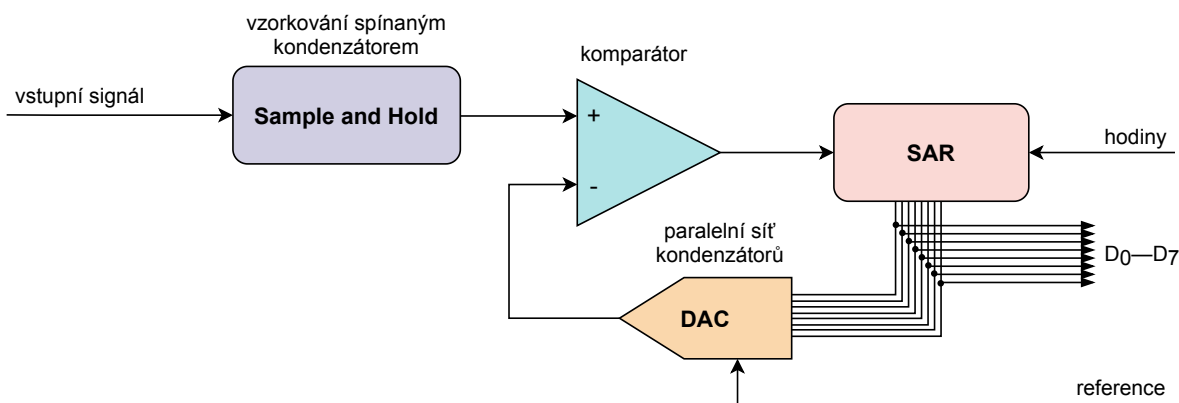 vzorkování spínaným
kondenzátorem
vstupní signál
Sample and Hold
komparátor
+
-
SAR
hodiny
paralelní síť
kondenzátorů
D0—D7
DAC
reference